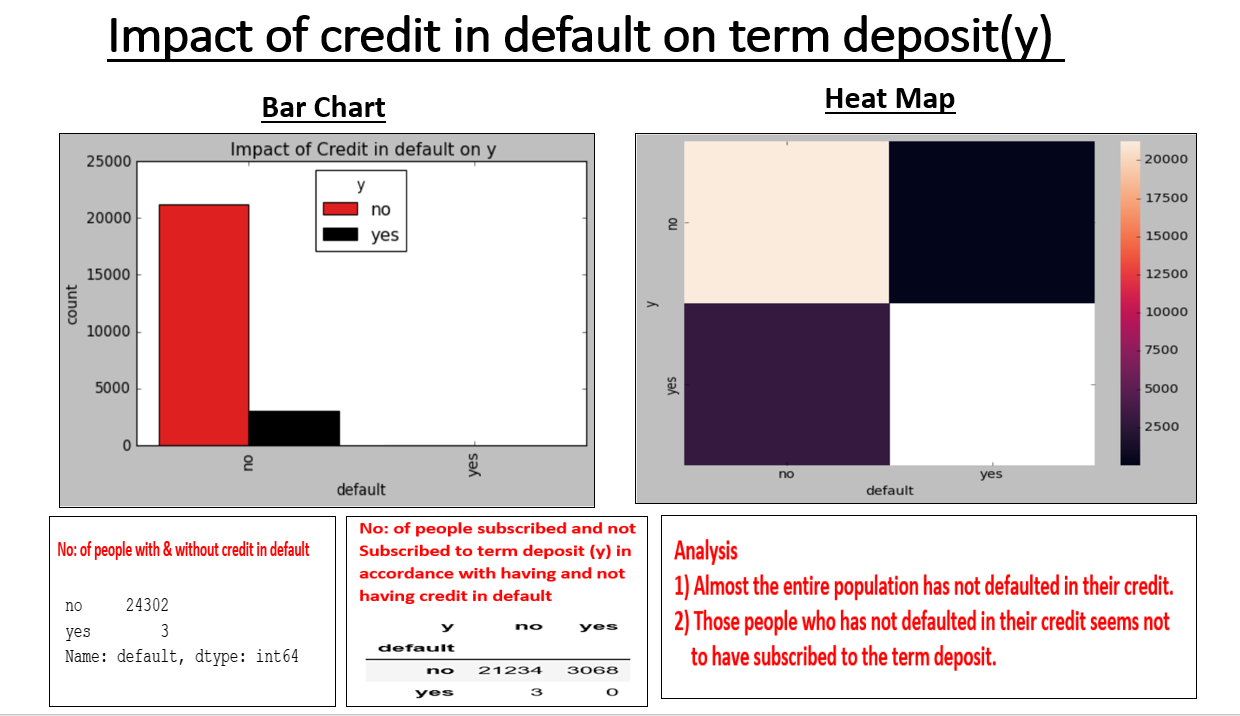 Impact of credit in default on term deposit(y)
Bar Chart
Heat Map
Impact of Credit in default on y
25000
20000
15000
10000
5000
0
count
y
no
yes
no
yes
default
no
yes
y
no
yes
default
20000
17500
15000
12500
10000
7500
5000
2500
No: of people with & without credit in default
no 24302
yes 3
Name: default, dtype: int64
No: of people subscribed and not
Subscribed to term deposit (y) in
accordance with having and not
having credit in default
y no yes
default
no 21234 3068
yes 3 0
Analysis
1) Almost the entire population has not defaulted in their credit.
2) Those people who has not defaulted in their credit seems not
to have subscribed to the term deposit.